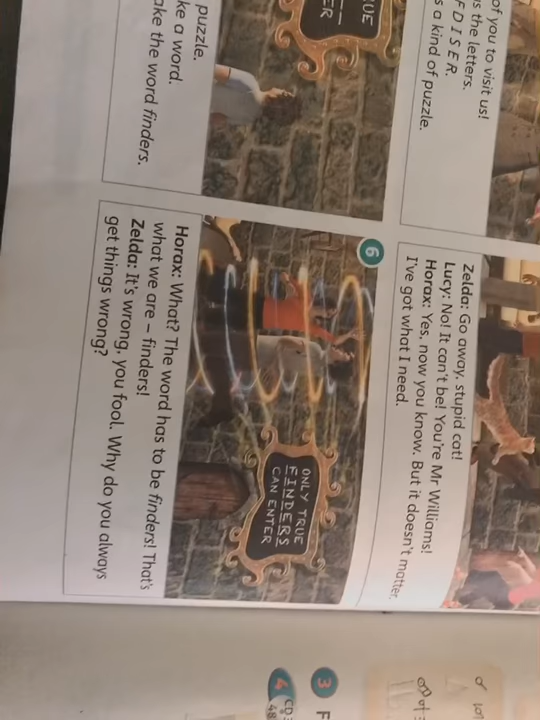 of you to visit us!
s the letters.
F D I S E R.
s a kind of puzzle.
UE
ER
puzzle.
ke a word.
ake the word finders.
Zelda: Go away, stupid cat!
Lucy: No! It can't be! You're Mr Williams!
Horax: Yes, now you know. But it doesn't matter,
I've got what I need.
6
ONLY TRUE
FINDERS
CAN ENTER
Horax: What? The word has to be finders! That's
what we are – finders!
Zelda: It's wrong, you fool. Why do you always
get things wrong?
3 F
4 CD
48